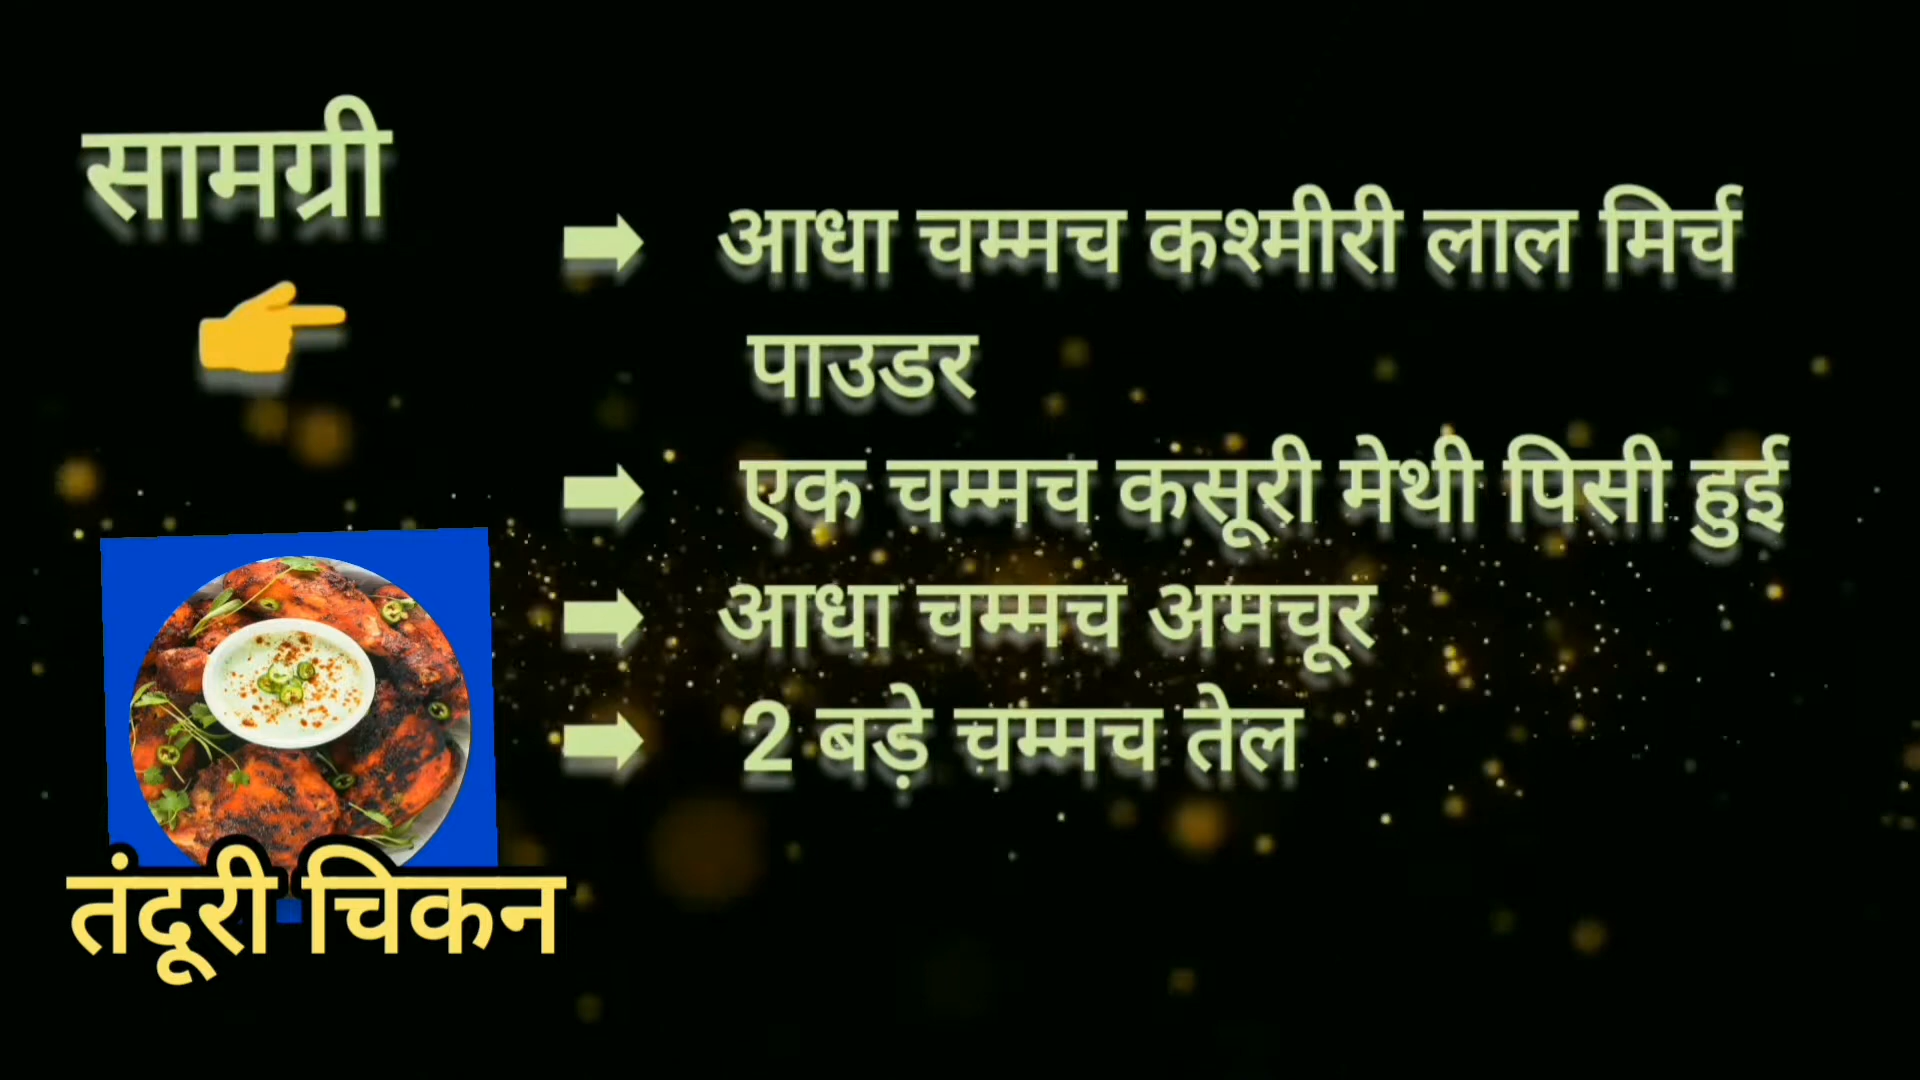 सामग्री
आधा चम्मच कश्मीरी लाल मिर्च
पाउडर
एक चम्मच कसूरी मेथी पिसी हुई
आधा चम्मच अमचूर
2 बड़े चम्मच तेल
तंदूरी चिकन